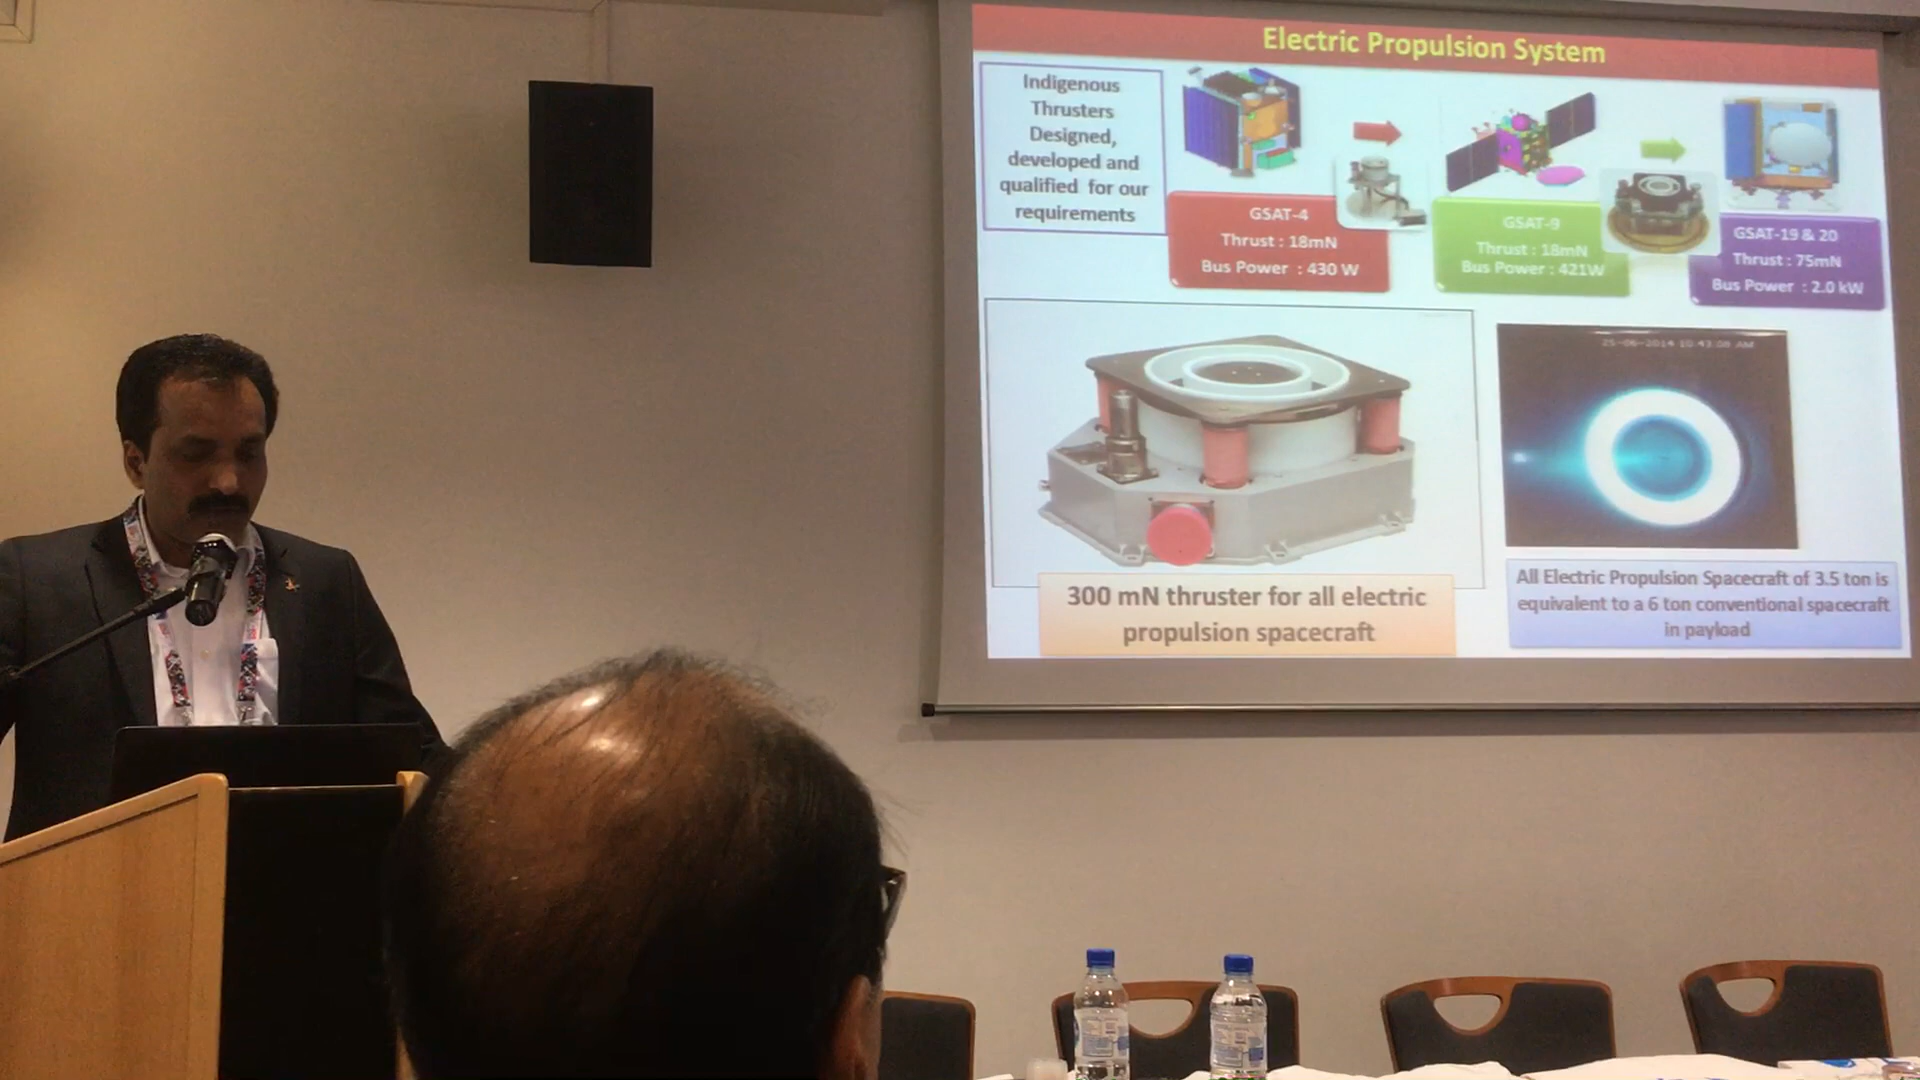 Electric Propulsion System
Indigenous
Thrusters
Designed,
developed and
qualified for our
requirements
GSAT-4
Thrust : 18mN
Bus Power : 430 W
GSAT-9
Thrust : 18mN
Bus Power : 421W
GSAT-19 & 20
Thrust : 75mN
Bus Power : 2.0 kW
25-06-2014 10:43:08 AM
300 mN thruster for all electric
propulsion spacecraft
All Electric Propulsion Spacecraft of 3.5 ton is
equivalent to a 6 ton conventional spacecraft
in payload